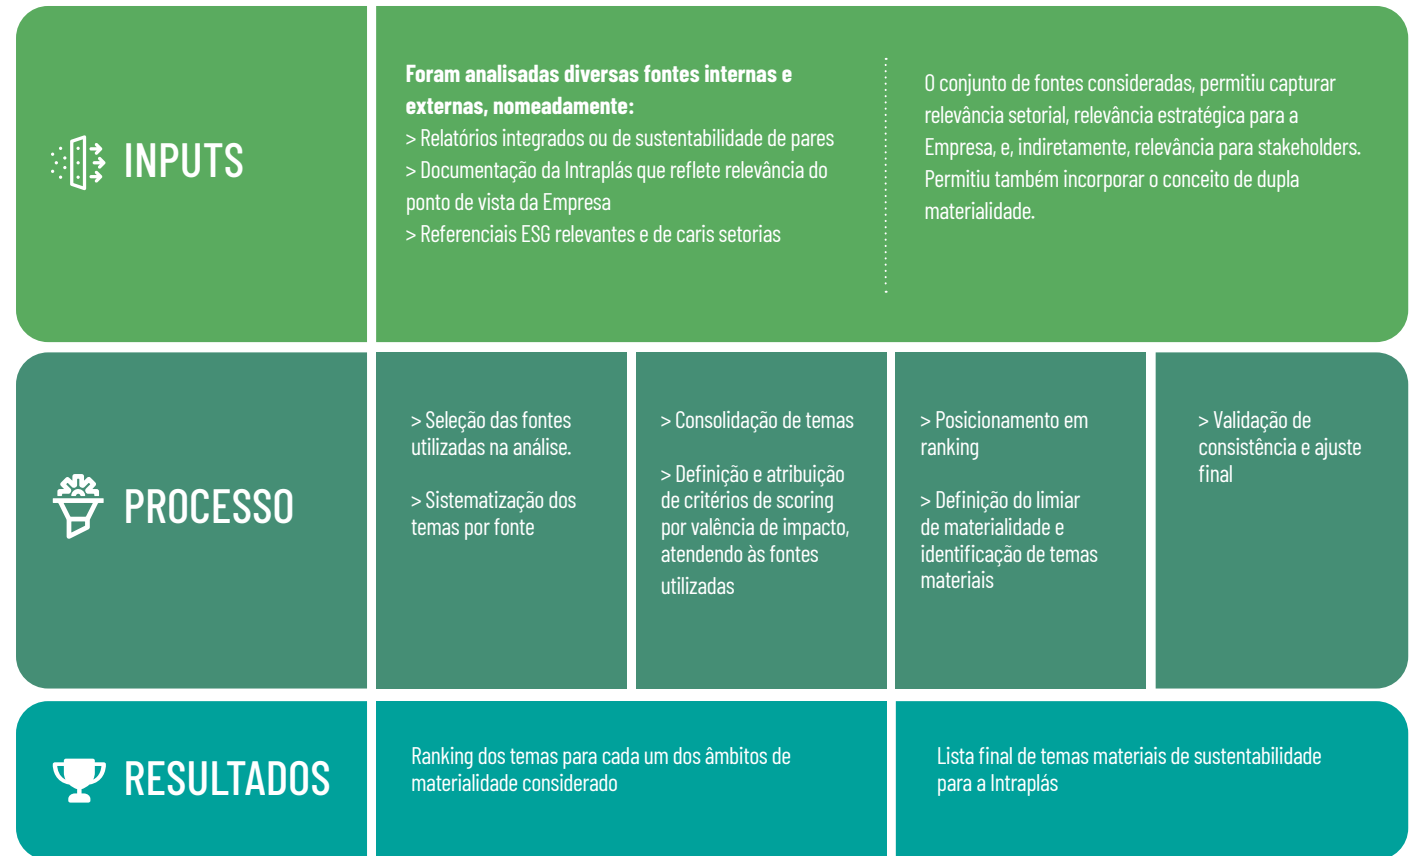 INPUTS
Foram analisadas diversas fontes internas e
externas, nomeadamente:
> Relatórios integrados ou de sustentabilidade de pares
> Documentação da Intraplás que reflete relevância do
ponto de vista da Empresa
> Referenciais ESG relevantes e de caris setorias
O conjunto de fontes consideradas, permitiu capturar
relevância setorial, relevância estratégica para a
Empresa, e, indiretamente, relevância para stakeholders.
Permitiu também incorporar o conceito de dupla
materialidade.
PROCESSO
> Seleção das fontes
utilizadas na análise.
> Sistematização dos
temas por fonte
> Consolidação de temas
> Definição e atribuição
de critérios de scoring
por valência de impacto,
atendendo às fontes
utilizadas
> Posicionamento em
ranking
> Definição do limiar
de materialidade e
identificação de temas
materiais
> Validação de
consistência e ajuste
final
RESULTADOS
Ranking dos temas para cada um dos âmbitos de
materialidade considerado
Lista final de temas materiais de sustentabilidade
para a Intraplás